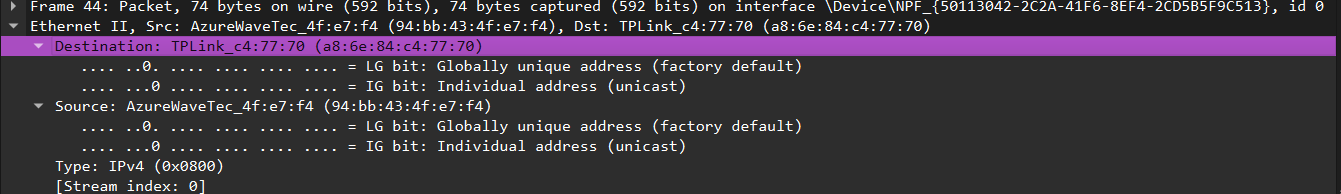 Frame 44: Packet, 74 bytes on wire (592 bits), 74 bytes captured (592 bits) on interface \Device\NPF_{50113042-2C2A-41F6-8EF4-2CD5B5F9C513}, id 0
Ethernet II, Src: AzureWaveTec_4f:e7:f4 (94:bb:43:4f:e7:f4), Dst: TPLink_c4:77:70 (a8:6e:84:c4:77:70)
Destination: TPLink_c4:77:70 (a8:6e:84:c4:77:70)
.... ..0. .... .... .... .... = LG bit: Globally unique address (factory default)
.... ...0 .... .... .... .... = IG bit: Individual address (unicast)
Source: AzureWaveTec_4f:e7:f4 (94:bb:43:4f:e7:f4)
.... ..0. .... .... .... .... = LG bit: Globally unique address (factory default)
.... ...0 .... .... .... .... = IG bit: Individual address (unicast)
Type: IPv4 (0x0800)
[Stream index: 0]